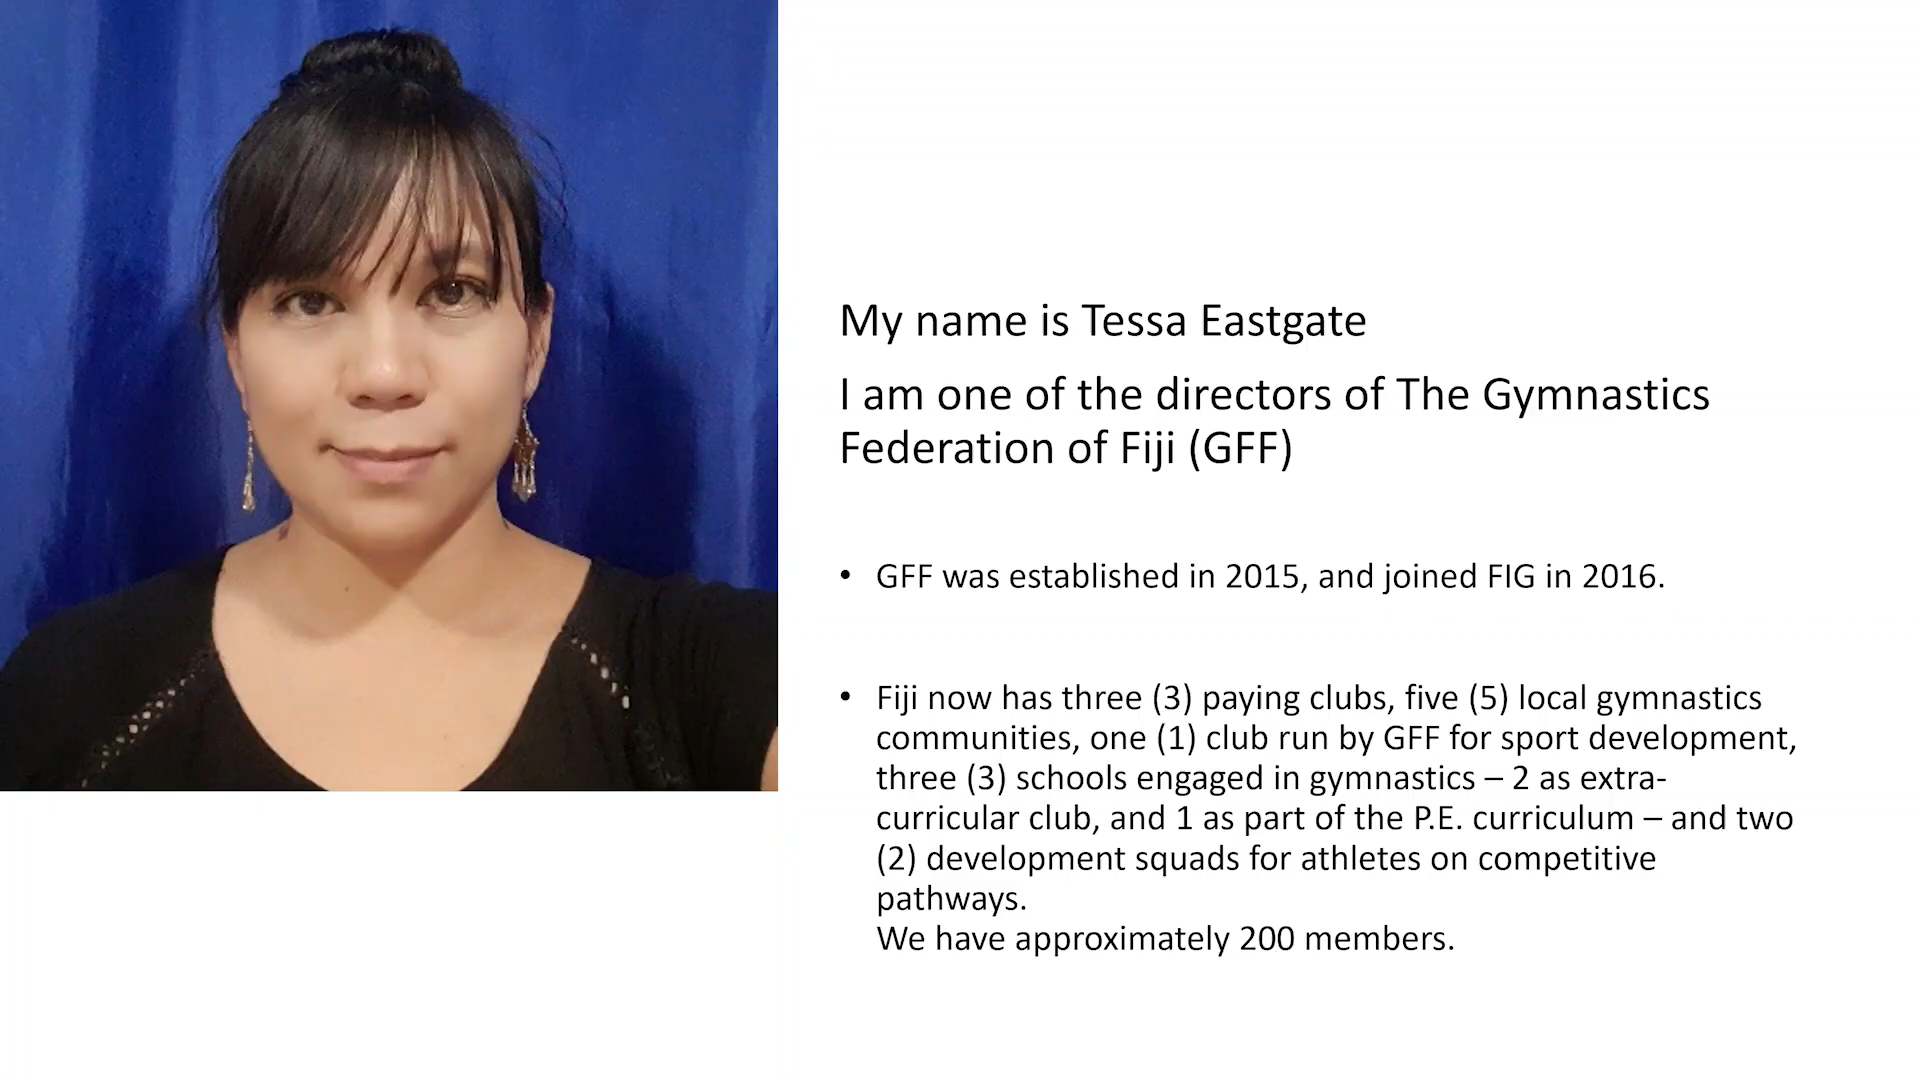 My name is Tessa Eastgate
I am one of the directors of The Gymnastics
Federation of Fiji (GFF)
• GFF was established in 2015, and joined FIG in 2016.
• Fiji now has three (3) paying clubs, five (5) local gymnastics
communities, one (1) club run by GFF for sport development,
three (3) schools engaged in gymnastics – 2 as extra-
curricular club, and 1 as part of the P.E. curriculum – and two
(2) development squads for athletes on competitive
pathways.
We have approximately 200 members.